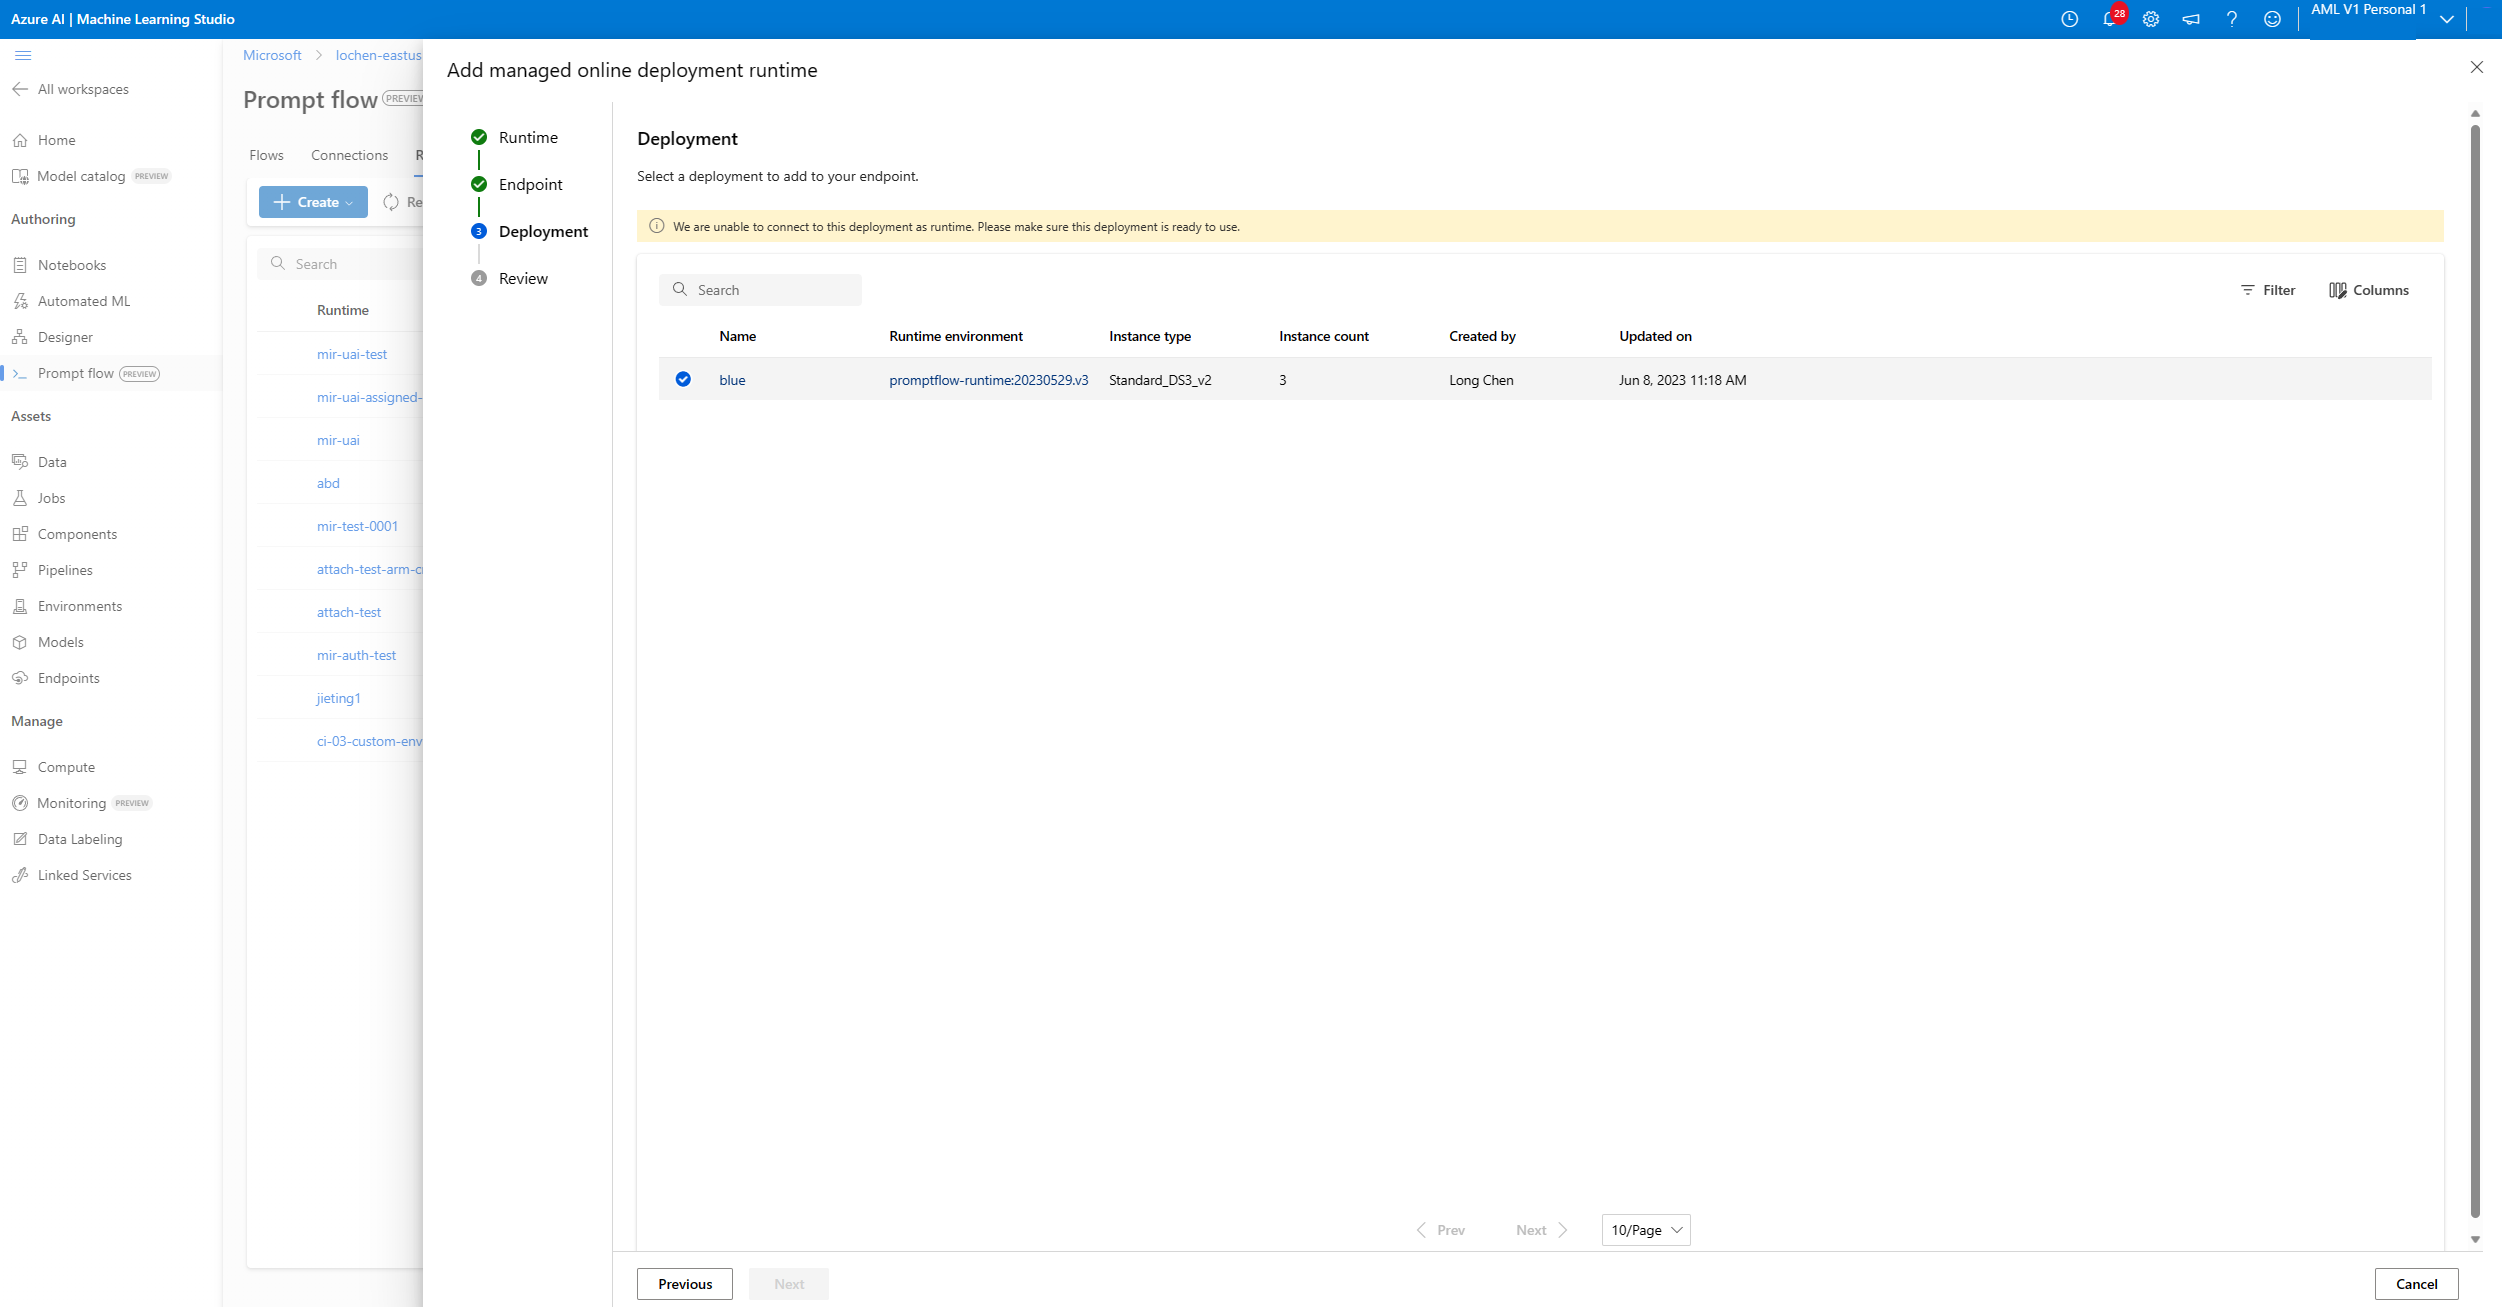 Azure AI | Machine Learning Studio
28
AML V1 Personal 1
All workspaces
Home
Model catalog PREVIEW
Authoring
Notebooks
Automated ML
Designer
Prompt flow PREVIEW
Assets
Data
Jobs
Components
Pipelines
Environments
Models
Endpoints
Manage
Compute
Monitoring PREVIEW
Data Labeling
Linked Services
Microsoft > lochen-eastus
Prompt flow PREVIEW
Flows Connections R
Create Re
Search
Runtime
mir-uai-test
mir-uai-assigned-
mir-uai
abd
mir-test-0001
attach-test-arm-c
attach-test
mir-auth-test
jieting1
ci-03-custom-env
Add managed online deployment runtime
Runtime
Endpoint
3 Deployment
4 Review
Deployment
Select a deployment to add to your endpoint.
We are unable to connect to this deployment as runtime. Please make sure this deployment is ready to use.
Search Filter Columns
Name Runtime environment Instance type Instance count Created by Updated on
blue promptflow-runtime:20230529.v3 Standard_DS3_v2 3 Long Chen Jun 8, 2023 11:18 AM
Prev Next 10/Page
Previous Next Cancel